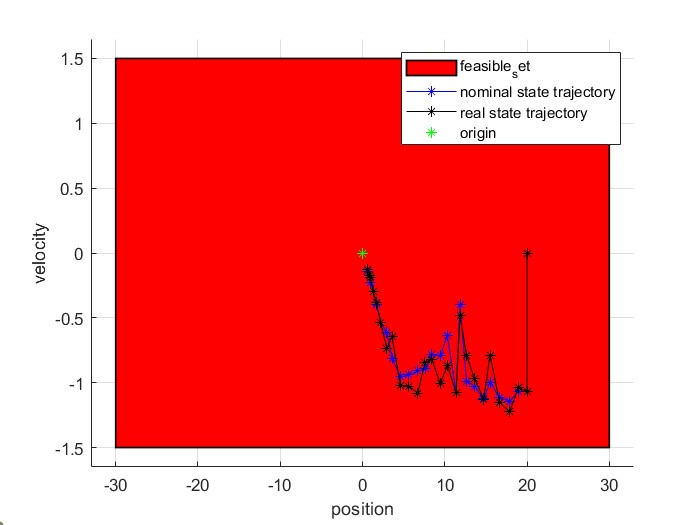 1.5
1
0.5
0
-0.5
-1
-1.5
velocity
feasible_set
nominal state trajectory
real state trajectory
origin
-30
-20
-10
0
10
20
30
position